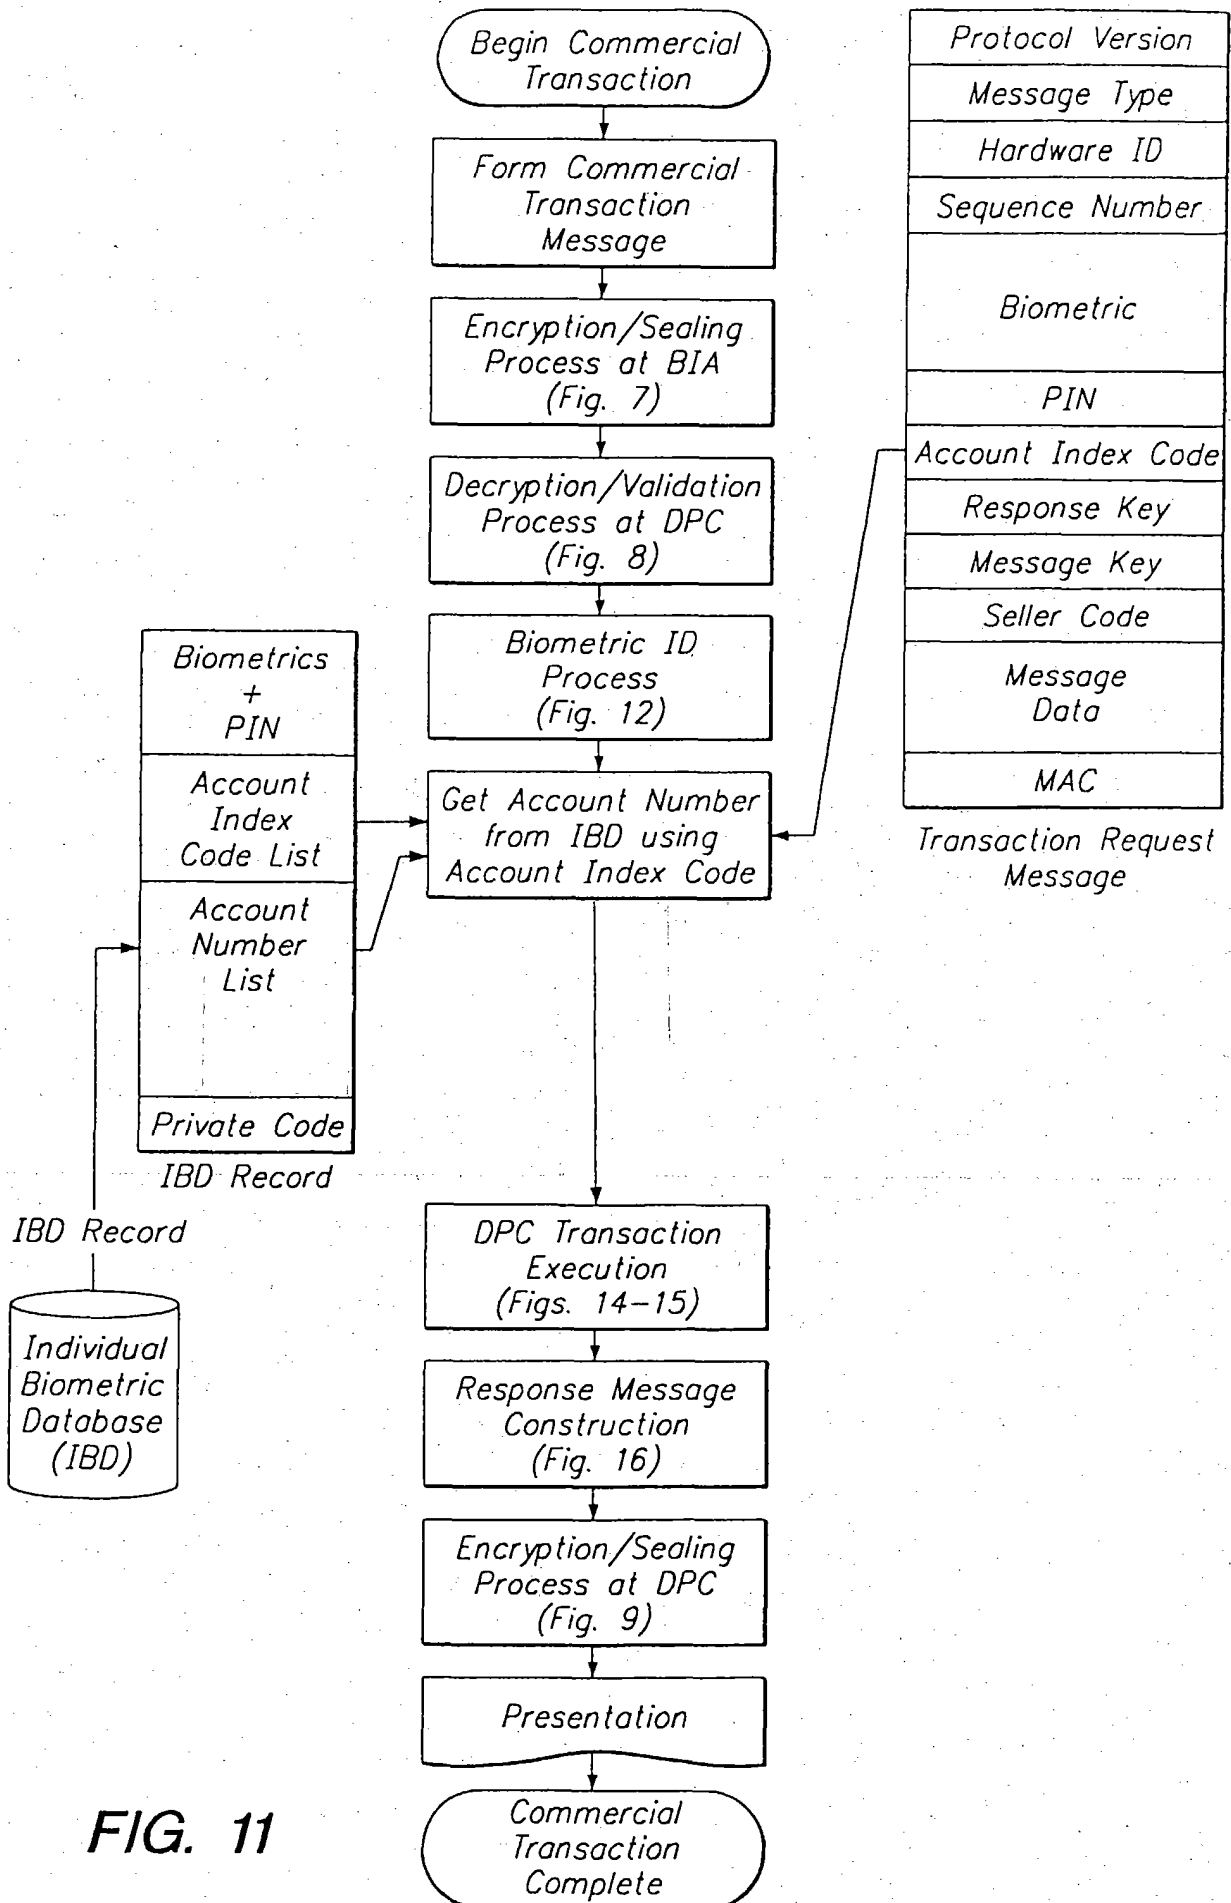 Begin Commercial
Transaction
Form Commercial
Transaction
Message
Encryption/Sealing
Process at BIA
(Fig. 7)
Decryption/Validation
Process at DPC
(Fig. 8)
Biometric ID
Process
(Fig. 12)
Get Account Number
from IBD using
Account Index Code
DPC Transaction
Execution
(Figs. 14-15)
Response Message
Construction
(Fig. 16)
Encryption/Sealing
Process at DPC
(Fig. 9)
Presentation
Commercial
Transaction
Complete
Protocol Version
Message Type
Hardware ID
Sequence Number
Biometric
PIN
Account Index Code
Response Key
Message Key
Seller Code
Message
Data
MAC
Transaction Request
Message
Biometrics
+
PIN
Account
Index
Code List
Account
Number
List
Private Code
IBD Record
IBD Record
Individual
Biometric
Database
(IBD)
FIG. 11